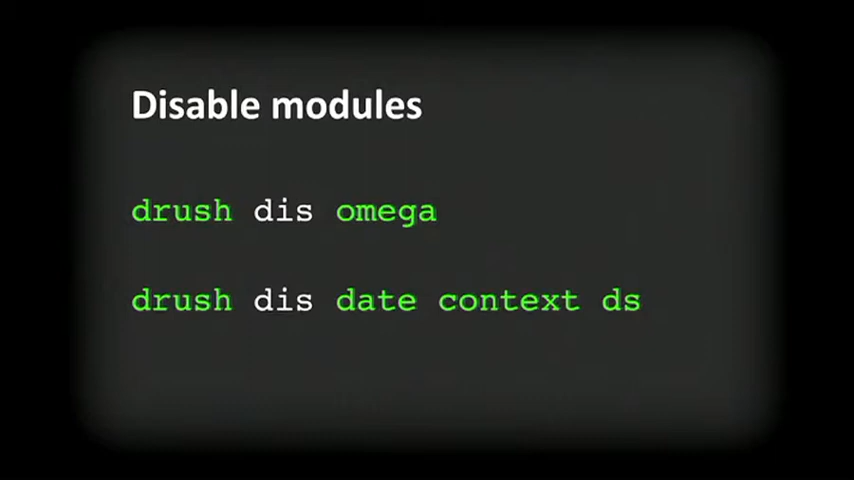 Disable modules
drush dis omega
drush dis date context ds